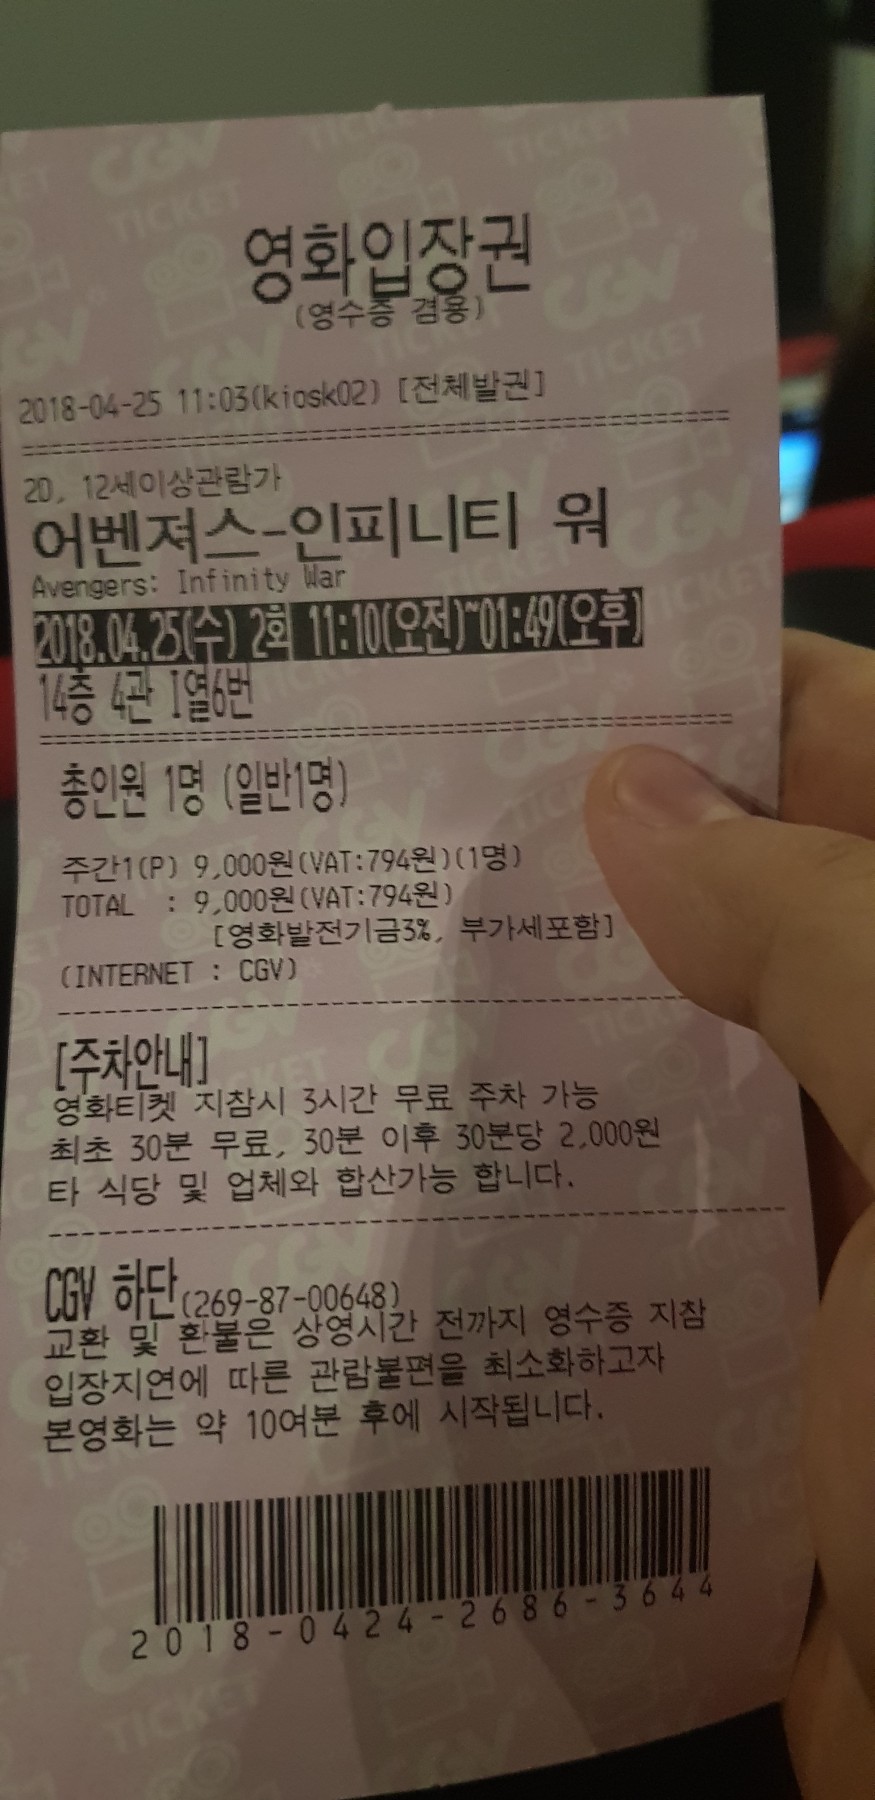 영화입장권
(영수증 겸용)
2018-04-25 11:03(kiosk02) [전체발권]
2D, 12세이상관람가
어벤져스-인피니티 워
Avengers: Infinity War
2018.04.25(수) 2회 11:10(오전)~01:49(오후)
14층 4관 I열6번
총인원 1명 (일반1명)
주간1(P) 9,000원(VAT:794원)(1명)
TOTAL : 9,000원(VAT:794원)
[영화발전기금3%, 부가세포함]
(INTERNET : CGV)
[주차안내]
영화티켓 지참시 3시간 무료 주차 가능
최초 30분 무료, 30분 이후 30분당 2,000원
타 식당 및 업체와 합산가능 합니다.
CGV 하단(269-87-00648)
교환 및 환불은 상영시간 전까지 영수증 지참
입장지연에 따른 관람불편을 최소화하고자
본영화는 약 10여분 후에 시작됩니다.
2018-0424-2686-3644